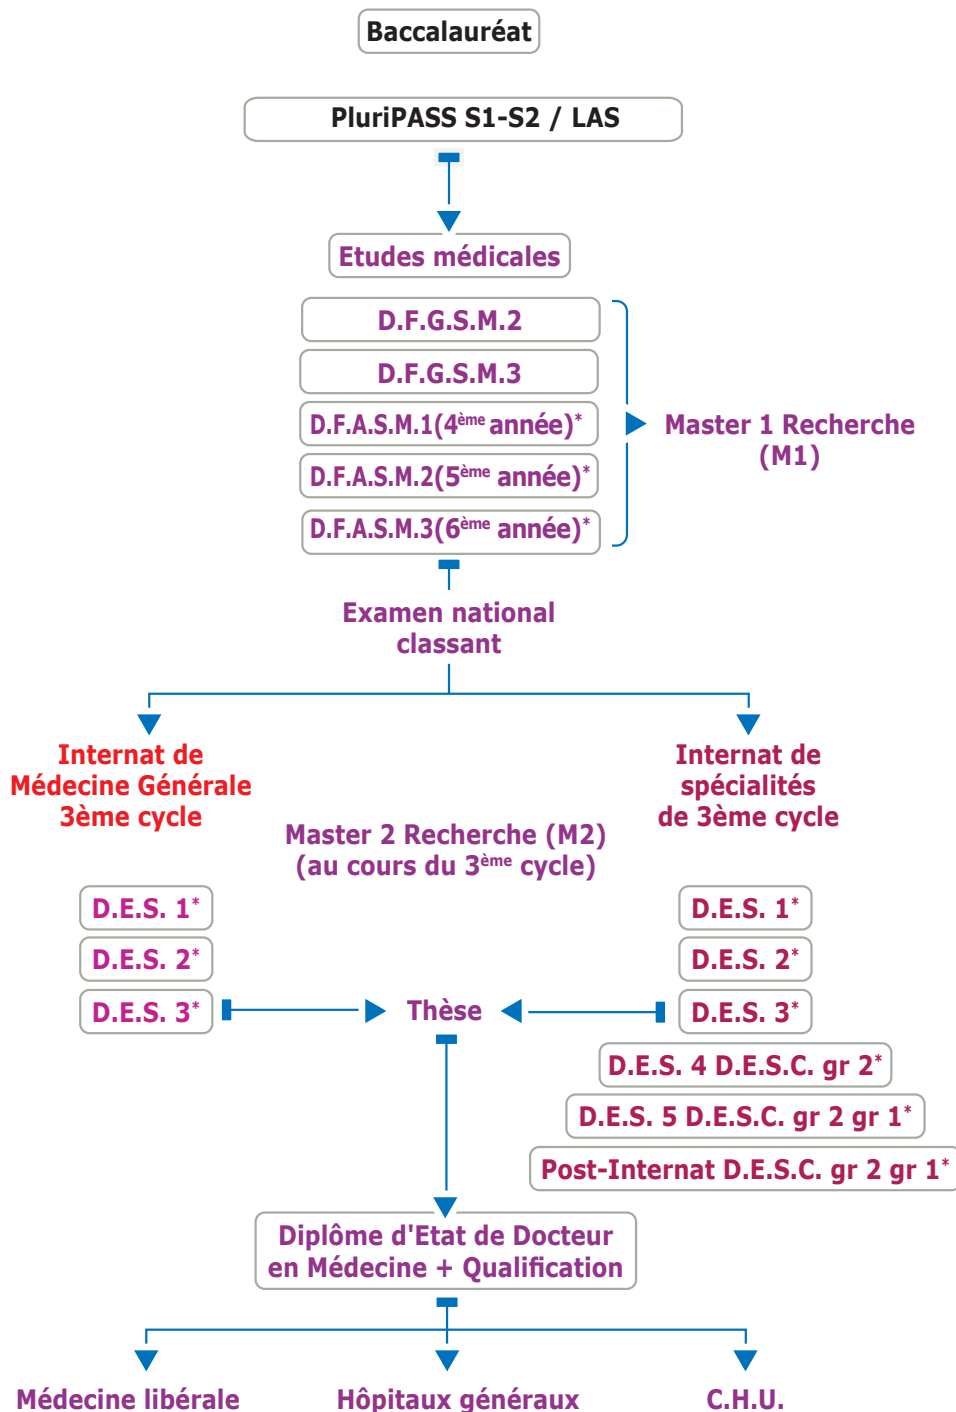 Baccalauréat
PluriPASS S1-S2 / LAS
Etudes médicales
D.F.G.S.M.2
D.F.G.S.M.3
D.F.A.S.M.1(4ème année)*
D.F.A.S.M.2(5ème année)*
D.F.A.S.M.3(6ème année)*
Master 1 Recherche
(M1)
Examen national
classant
Internat de
Médecine Générale
3ème cycle
Internat de
spécialités
de 3ème cycle
Master 2 Recherche (M2)
(au cours du 3ème cycle)
D.E.S. 1*
D.E.S. 2*
D.E.S. 3*
Thèse
D.E.S. 1*
D.E.S. 2*
D.E.S. 3*
D.E.S. 4 D.E.S.C. gr 2*
D.E.S. 5 D.E.S.C. gr 2 gr 1*
Post-Internat D.E.S.C. gr 2 gr 1*
Diplôme d'Etat de Docteur
en Médecine + Qualification
Médecine libérale
Hôpitaux généraux
C.H.U.